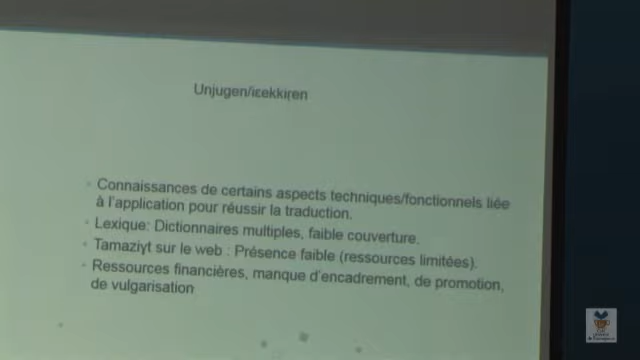 Unjugen/iɛekkiṛen
Connaissances de certains aspects techniques/fonctionnels liée
à l'application pour réussir la traduction.
Lexique: Dictionnaires multiples, faible couverture.
Tamaziɣt sur le web : Présence faible (ressources limitées).
Ressources financières, manque d'encadrement, de promotion,
de vulgarisation